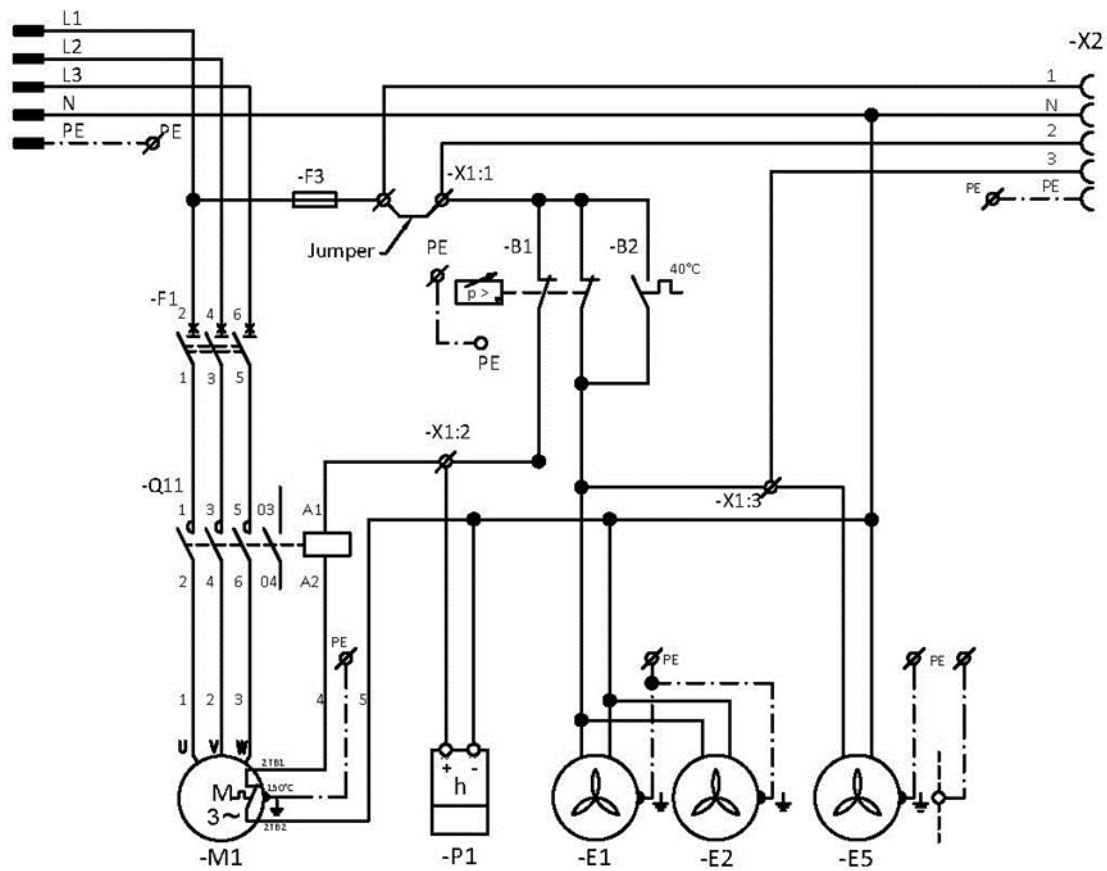 L1
L2
-X2
L3
1
N
N
PE PE
2
3
-F3
-X1:1
PE PE
Jumper
PE
-B1
-B2
40°C
p >
-F1
2 4 6
PE
1 3 5
-X1:2
-Q11
-X1:3
1 3 5 03 A1
2 4 6 04 A2
PE
PE
PE
1 2 3 4 5
U V W
2TB1
+ -
150°C
M
h
3~
2TB2
-M1
-P1
-E1
-E2
-E5